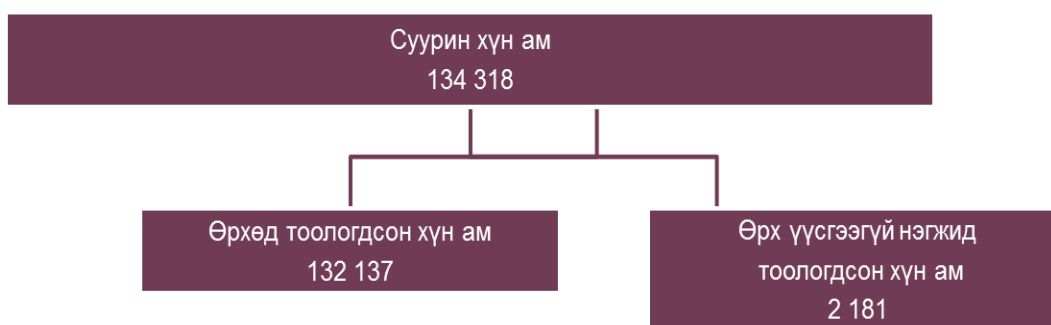 Суурин хүн ам
134 318
Өрхөд тоологдсон хүн ам
132 137
Өрх үүсгээгүй нэгжид
тоологдсон хүн ам
2 181